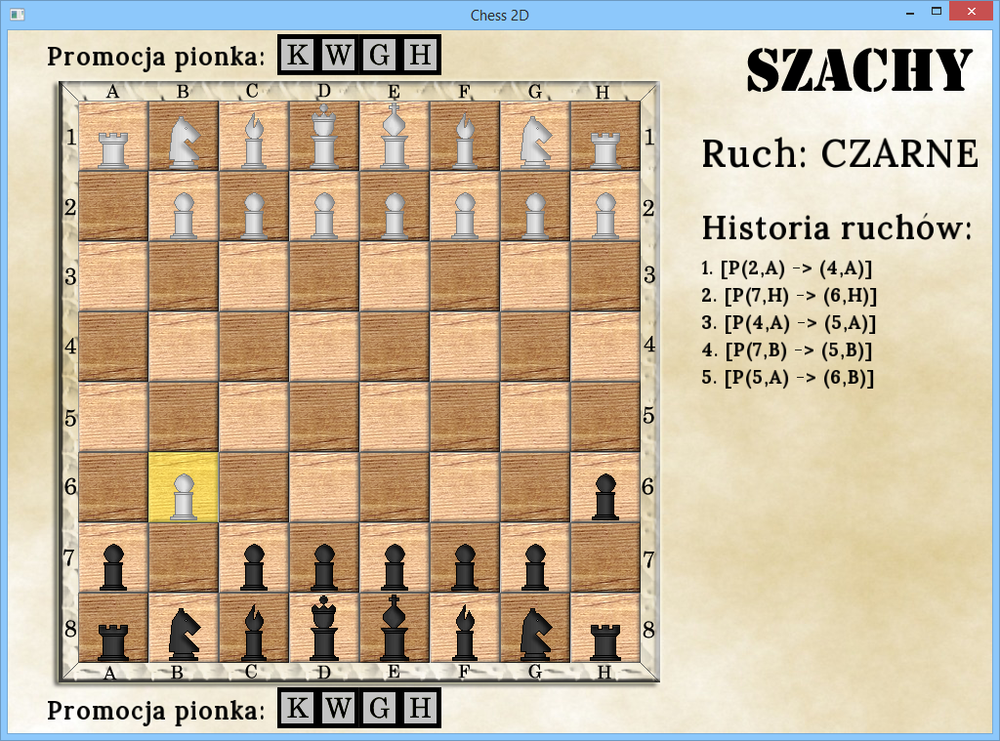 Chess 2D
Promocja pionka: K W G H
SZACHY
A B C D E F G H
1 1
2 2
3 3
4 4
5 5
6 6
7 7
8 8
A B C D E F G H
Promocja pionka: K W G H
Ruch: CZARNE
Historia ruchów:
1. [P(2,A) -> (4,A)]
2. [P(7,H) -> (6,H)]
3. [P(4,A) -> (5,A)]
4. [P(7,B) -> (5,B)]
5. [P(5,A) -> (6,B)]